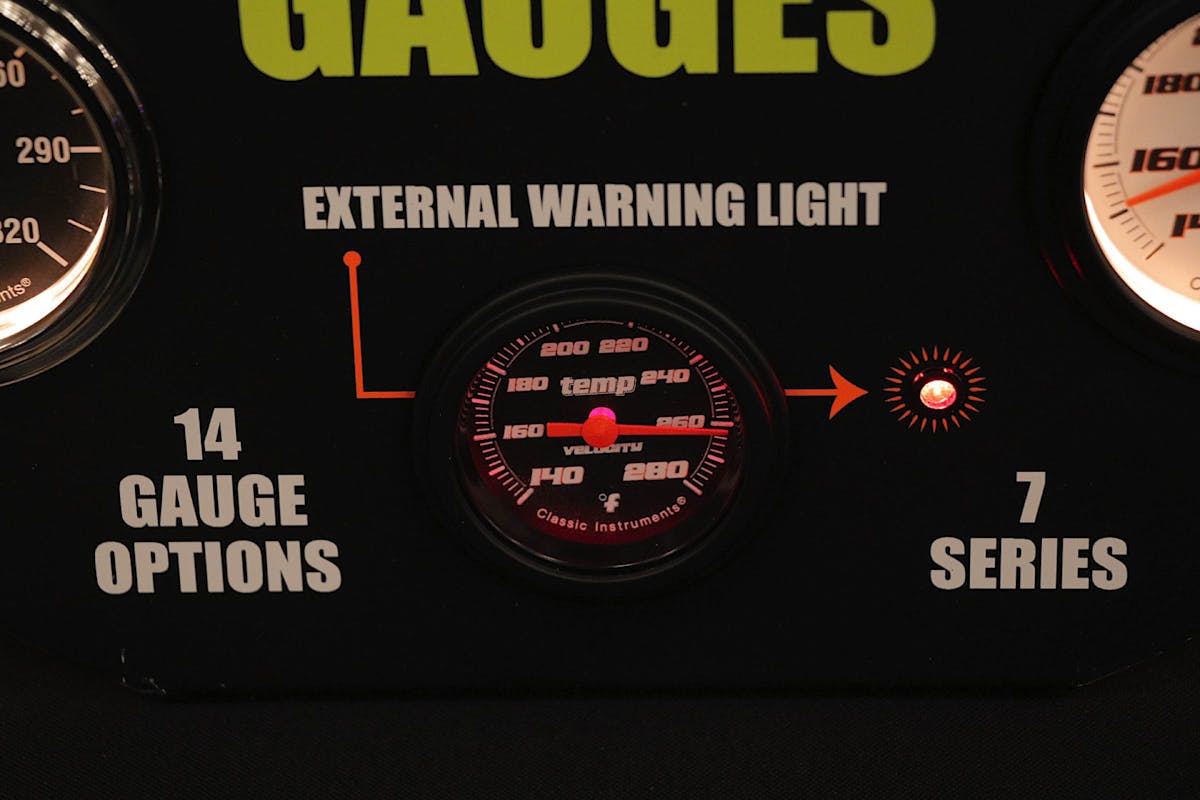 GAUGES
EXTERNAL WARNING LIGHT
290
180
160
200 220
180 temp 240
160 260
VELOCITY
140 280
°f
Classic Instruments®
14
GAUGE
OPTIONS
7
SERIES